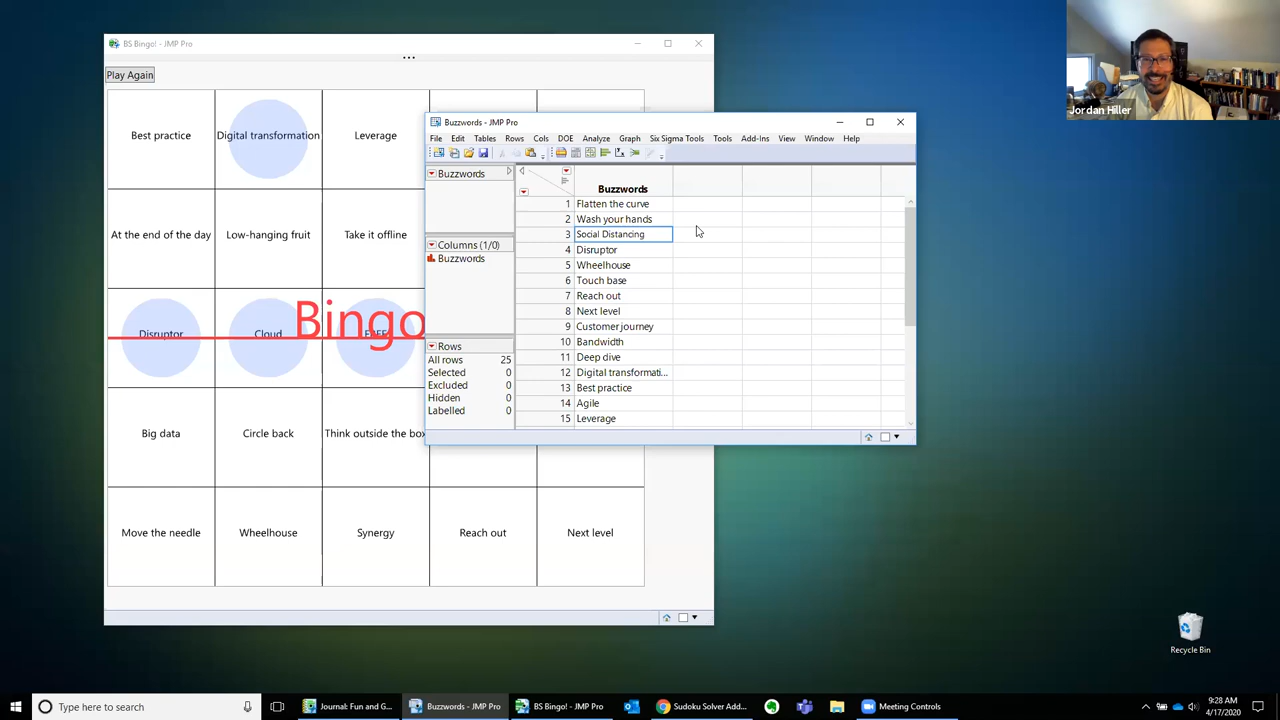 BS Bingo! - JMP Pro
Play Again
Best practice
Digital transformation
Leverage
At the end of the day
Low-hanging fruit
Take it offline
Disruptor
Cloud
Bingo
Big data
Circle back
Think outside the box
Move the needle
Wheelhouse
Synergy
Reach out
Next level
Buzzwords - JMP Pro
File Edit Tables Rows Cols DOE Analyze Graph Six Sigma Tools Tools Add-Ins View Window Help
Buzzwords
Columns (1/0)
Buzzwords
Rows
All rows 25
Selected 0
Excluded 0
Hidden 0
Labelled 0
Buzzwords
1 Flatten the curve
2 Wash your hands
3 Social Distancing
4 Disruptor
5 Wheelhouse
6 Touch base
7 Reach out
8 Next level
9 Customer journey
10 Bandwidth
11 Deep dive
12 Digital transformati...
13 Best practice
14 Agile
15 Leverage
Jordan Hiller
Recycle Bin
Type here to search
Journal: Fun and G...
Buzzwords - JMP Pro
BS Bingo! - JMP Pro
Sudoku Solver Add...
Meeting Controls
9:28 AM
4/17/2020